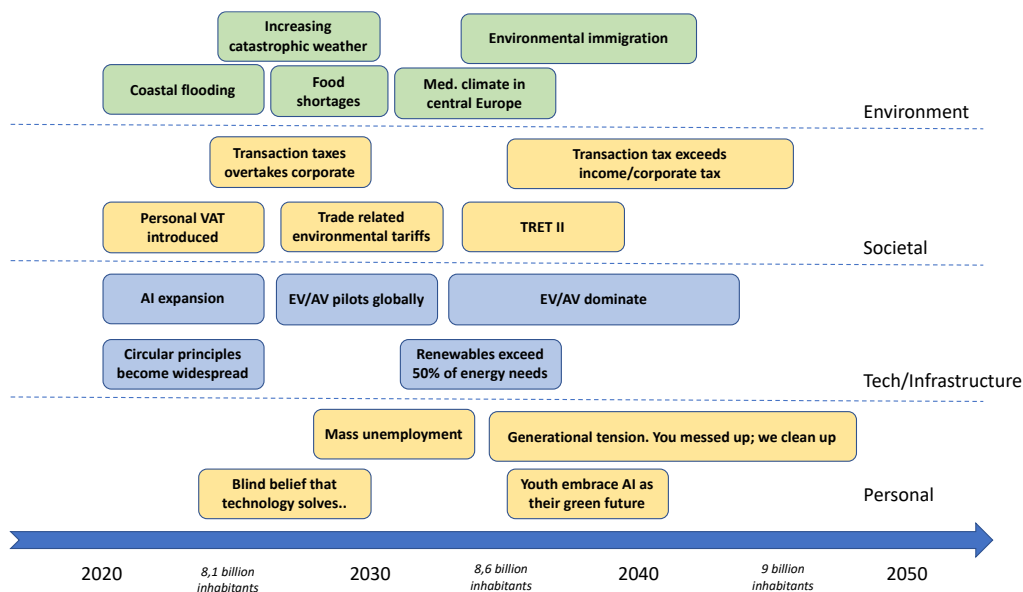 Increasing
catastrophic weather
Environmental immigration
Coastal flooding
Food
shortages
Med. climate in
central Europe
Environment
Transaction taxes
overtakes corporate
Transaction tax exceeds
income/corporate tax
Personal VAT
introduced
Trade related
environmental tariffs
TRET II
Societal
AI expansion
EV/AV pilots globally
EV/AV dominate
Circular principles
become widespread
Renewables exceed
50% of energy needs
Tech/Infrastructure
Mass unemployment
Generational tension. You messed up; we clean up
Blind belief that
technology solves..
Youth embrace AI as
their green future
Personal
2020
8,1 billion
inhabitants
2030
8,6 billion
inhabitants
2040
9 billion
inhabitants
2050